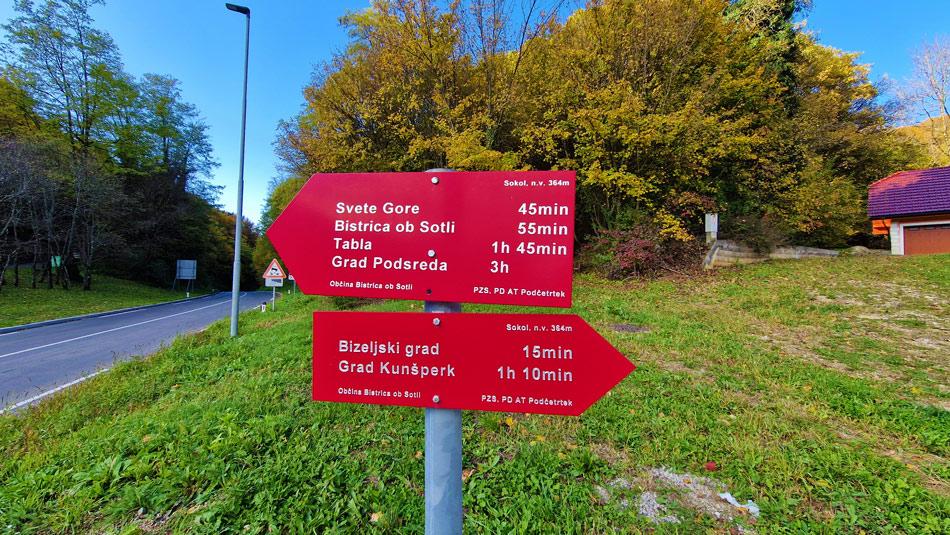 Sokol. n.v. 364m
Svete Gore 45min
Bistrica ob Sotli 55min
Tabla 1h 45min
Grad Podsreda 3h
Občina Bistrica ob Sotli PZS. PD AT Podčetrtek
Sokol. n.v. 364m
Bizeljski grad 15min
Grad Kunšperk 1h 10min
Občina Bistrica ob Sotli PZS. PD AT Podčetrtek